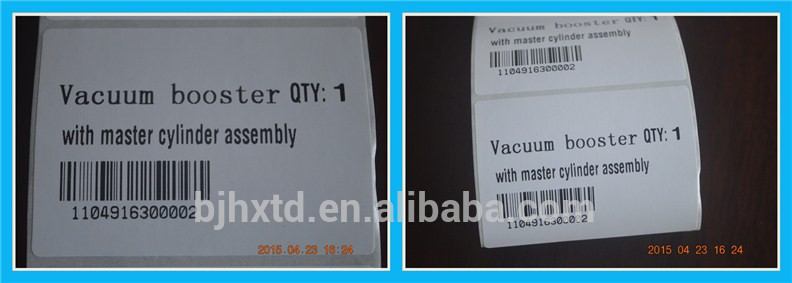 Vacuum booster QTY: 1
with master cylinder assembly
1104916300002
2015.04.23 16:24
with master cylinder assembly
1104916300002
Vacuum booster QTY: 1
with master cylinder assembly
1104916300002
2015 04 23 16 24
Vacuum booster QTY: 1
bjhxtd.en.alibaba.com